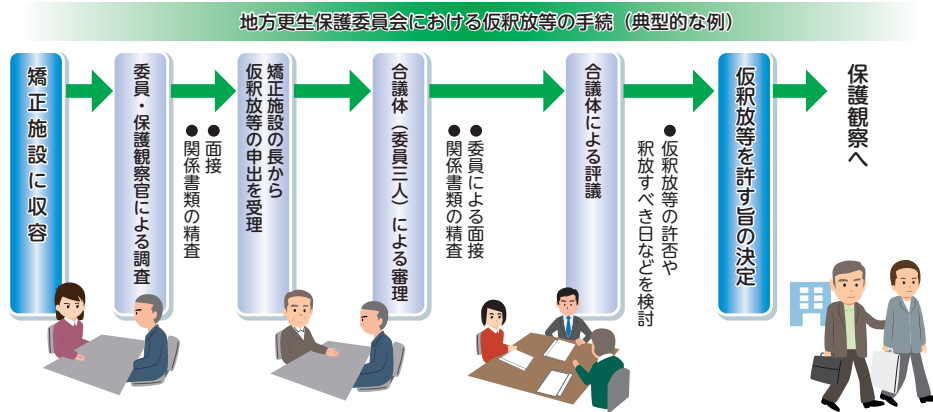 地方更生保護委員会における仮釈放等の手続（典型的な例）
矯正施設に収容
委員・保護観察官による調査
●面接
●関係書類の精査
矯正施設の長から
仮釈放等の申出を受理
合議体（委員三人）による審理
●委員による面接
●関係書類の精査
合議体による評議
●仮釈放等の許否や
釈放すべき日などを検討
仮釈放等を許す旨の決定
保護観察へ